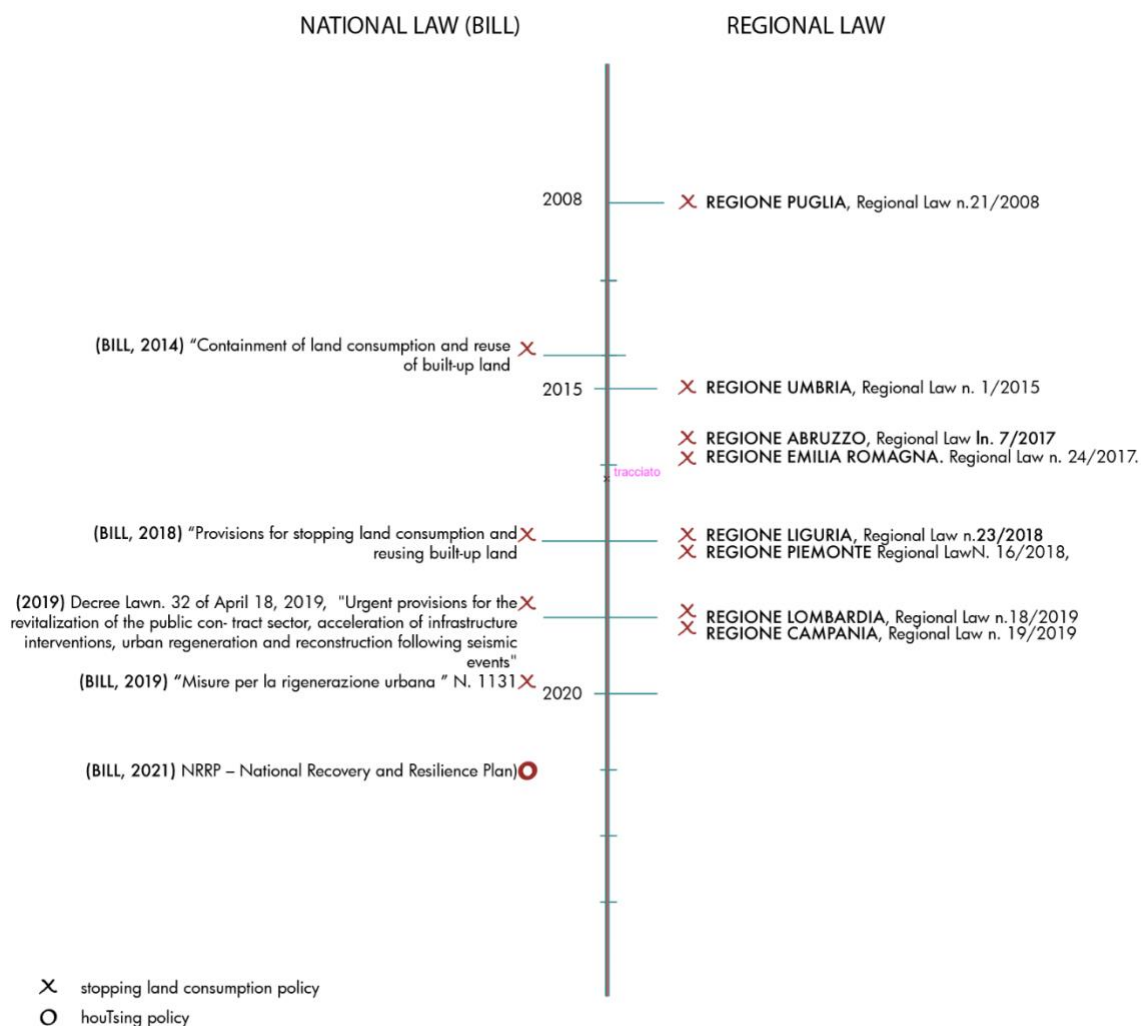 NATIONAL LAW (BILL)
REGIONAL LAW
2008
REGIONE PUGLIA, Regional Law n.21/2008
(BILL, 2014) “Containment of land consumption and reuse
of built-up land
2015
REGIONE UMBRIA, Regional Law n. 1/2015
REGIONE ABRUZZO, Regional Law ln. 7/2017
REGIONE EMILIA ROMAGNA. Regional Law n. 24/2017.
tracciato
(BILL, 2018) “Provisions for stopping land consumption and
reusing built-up land
REGIONE LIGURIA, Regional Law n.23/2018
REGIONE PIEMONTE Regional LawN. 16/2018,
(2019) Decree Lawn. 32 of April 18, 2019, "Urgent provisions for the
revitalization of the public con- tract sector, acceleration of infrastructure
interventions, urban regeneration and reconstruction following seismic
events"
REGIONE LOMBARDIA, Regional Law n.18/2019
REGIONE CAMPANIA, Regional Law n. 19/2019
(BILL, 2019) “Misure per la rigenerazione urbana ” N. 1131
2020
(BILL, 2021) NRRP – National Recovery and Resilience Plan)
stopping land consumption policy
houTsing policy